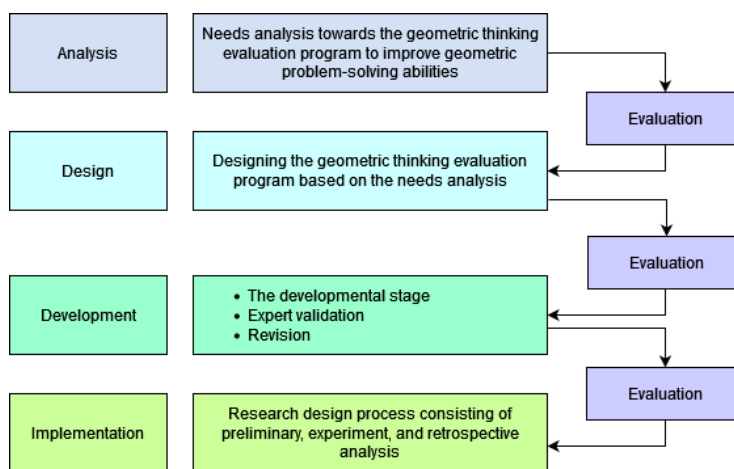 Analysis
Needs analysis towards the geometric thinking
evaluation program to improve geometric
problem-solving abilities
Evaluation
Design
Designing the geometric thinking evaluation
program based on the needs analysis
Evaluation
Development
• The developmental stage
• Expert validation
• Revision
Evaluation
Implementation
Research design process consisting of
preliminary, experiment, and retrospective
analysis